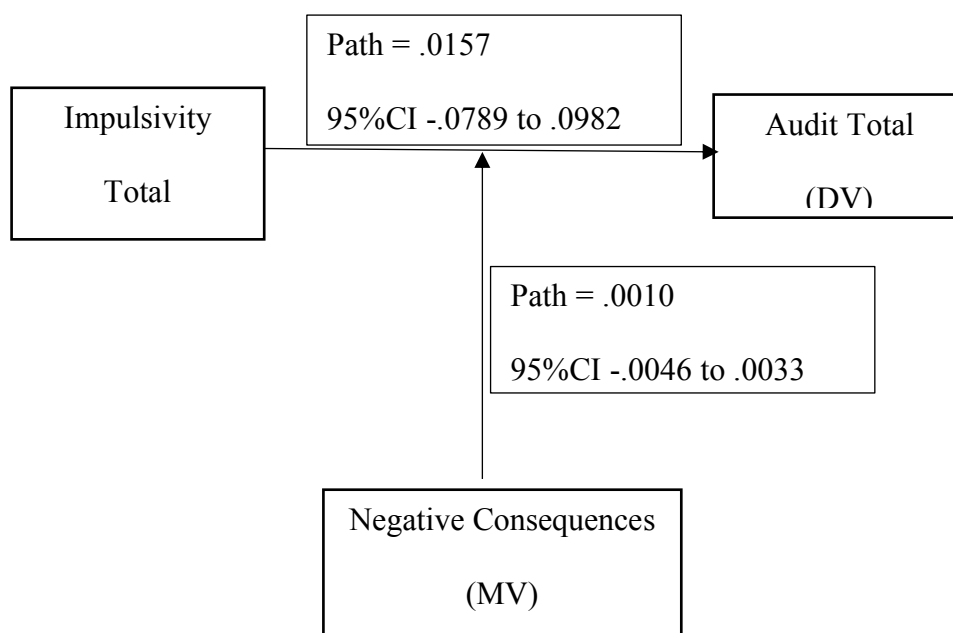 Path = .0157
95%CI -.0789 to .0982
Impulsivity
Total
Audit Total
(DV)
Path = .0010
95%CI -.0046 to .0033
Negative Consequences
(MV)